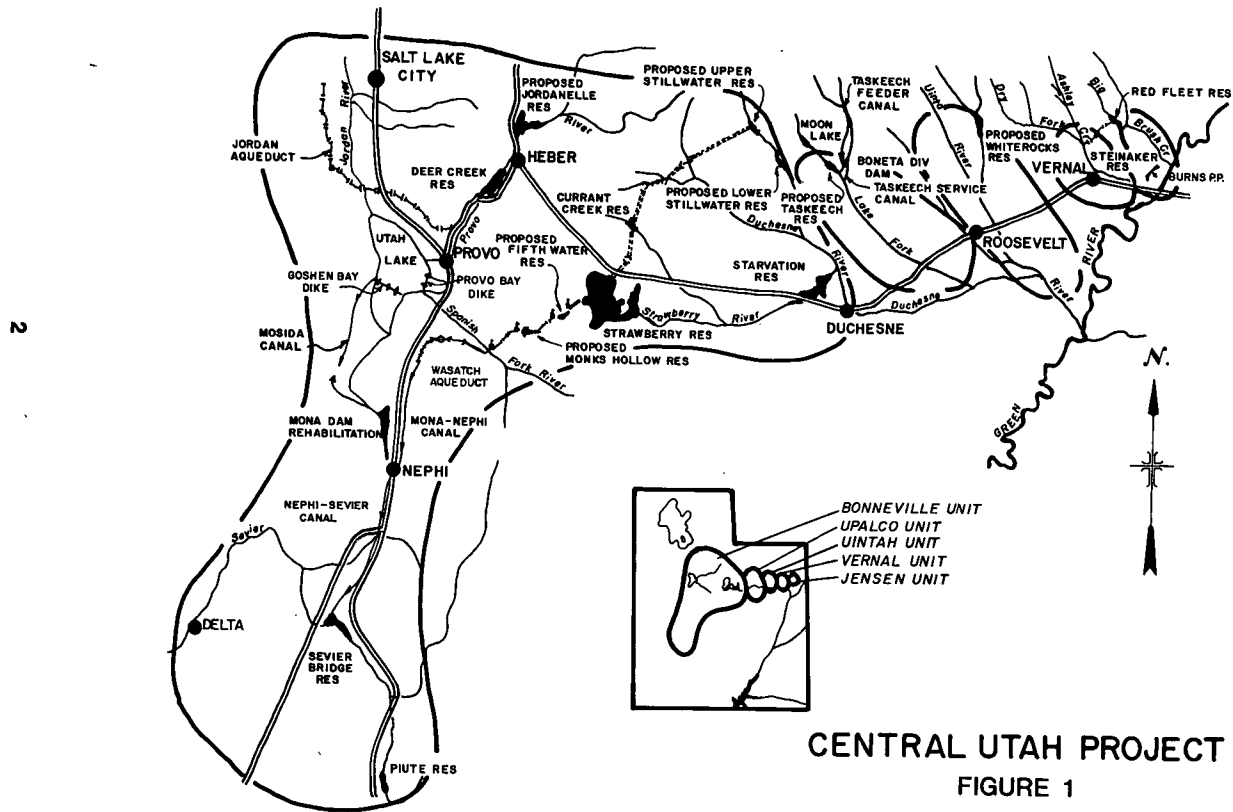 SALT LAKE
CITY
PROPOSED
JORDANELLE
RES
River
PROPOSED UPPER
STILLWATER RES
TASKEECH
FEEDER
CANAL
Uinta
River
Dry
Fork
Ashley
Crs
Big
Brush Cr
RED FLEET RES
Jordan River
JORDAN
AQUEDUCT
HEBER
MOON
LAKE
BONETA DIV
DAM
PROPOSED
WHITEROCKS
RES
STEINAKER
RES
VERNAL
BURNS P.P.
DEER CREEK
RES
Provo
CURRANT
CREEK RES
PROPOSED LOWER
STILLWATER RES
PROPOSED
TASKEECH
RES
TASKEECH SERVICE
CANAL
Lake
Fork
River
Duchesne
River
UTAH
LAKE
PROVO
PROPOSED
FIFTH WATER
RES
ROOSEVELT
GOSHEN BAY
DIKE
PROVO BAY
DIKE
STARVATION
RES
Duchesne
DUCHESNE
Spanish
Fork River
Strawberry
River
STRAWBERRY RES
MOSIDA
CANAL
PROPOSED
MONKS HOLLOW RES
WASATCH
AQUEDUCT
GREEN
RIVER
N.
2
MONA DAM
REHABILITATION
MONA-NEPHI
CANAL
NEPHI
NEPHI-SEVIER
CANAL
Sevier
DELTA
SEVIER
BRIDGE
RES
PIUTE RES
BONNEVILLE UNIT
UPALCO UNIT
UINTAH UNIT
VERNAL UNIT
JENSEN UNIT
CENTRAL UTAH PROJECT
FIGURE 1